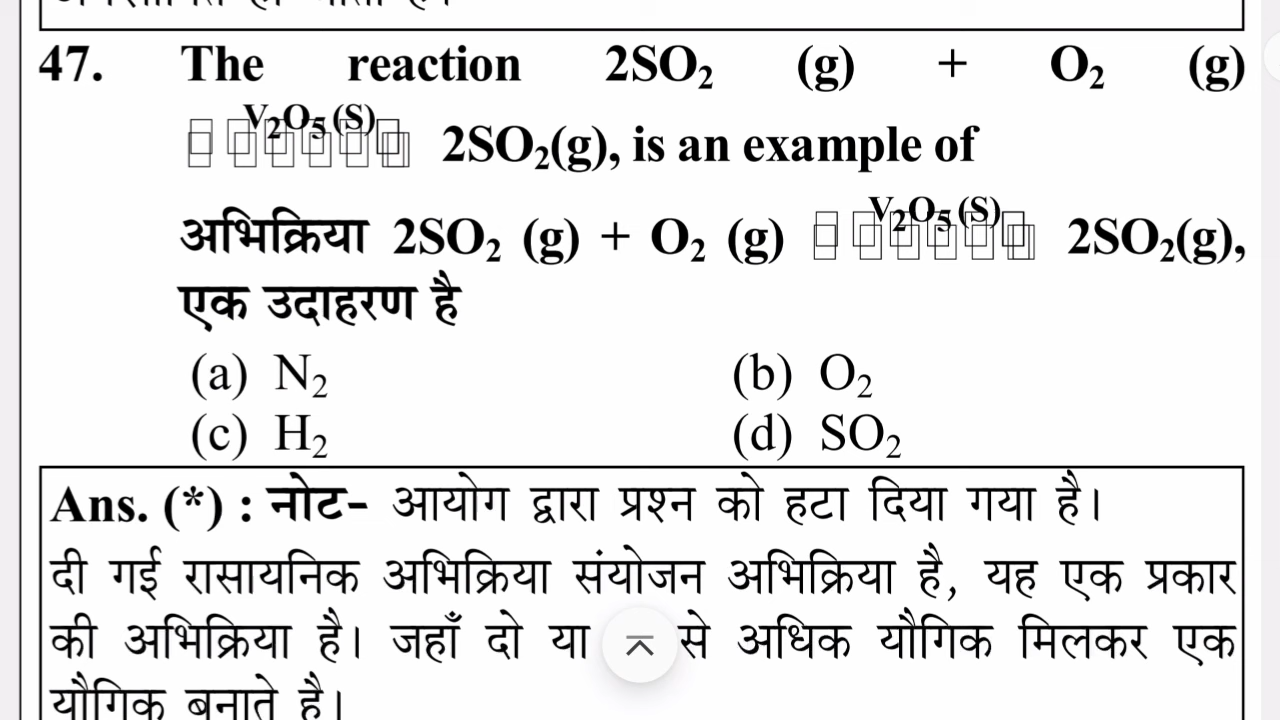 47. The reaction 2SO₂ (g) + O₂ (g)
V₂O₅(S) 2SO₂(g), is an example of
अभिक्रिया 2SO₂ (g) + O₂ (g) V₂O₅(S) 2SO₂(g),
एक उदाहरण है
(a) N₂ (b) O₂
(c) H₂ (d) SO₂
Ans. (*) : नोट- आयोग द्वारा प्रश्न को हटा दिया गया है।
दी गई रासायनिक अभिक्रिया संयोजन अभिक्रिया है, यह एक प्रकार
की अभिक्रिया है। जहाँ दो या से अधिक यौगिक मिलकर एक
यौगिक बनाते है।